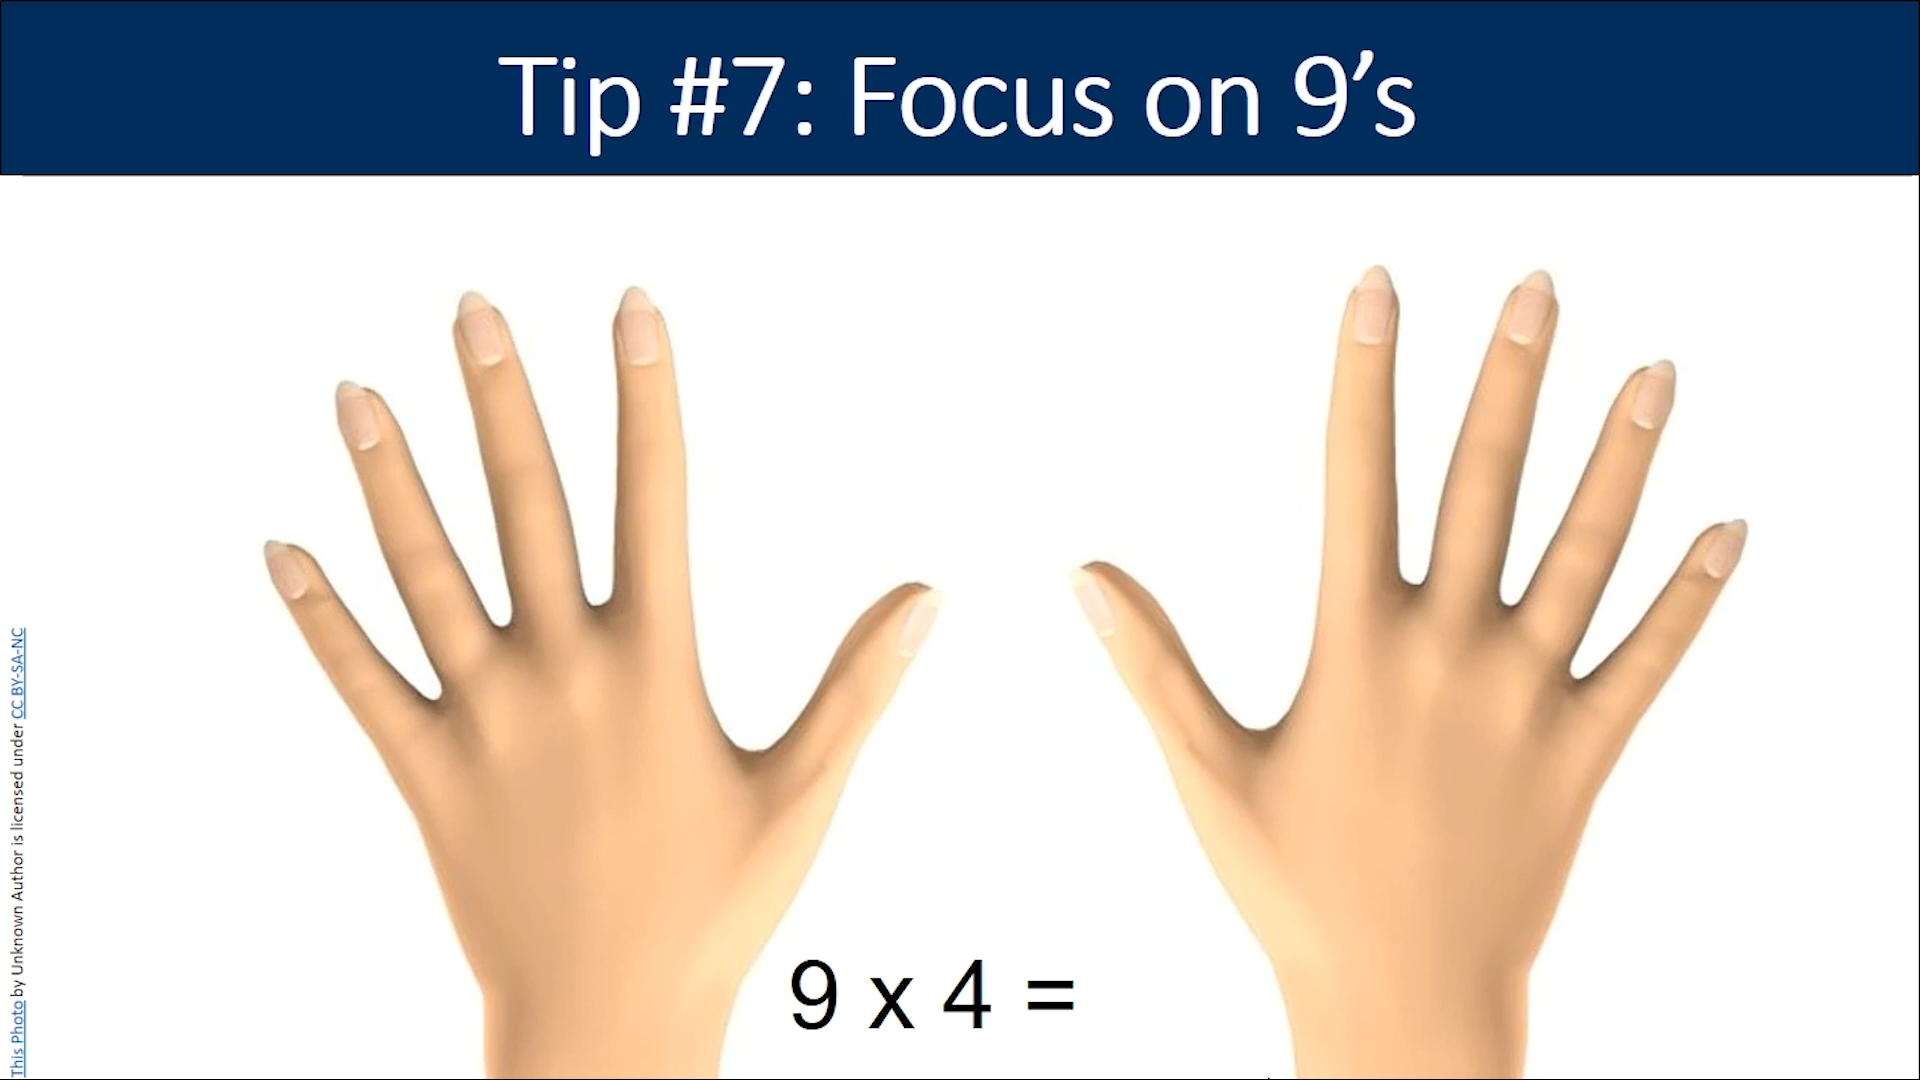 Tip #7: Focus on 9’s
9 x 4 =
This Photo by Unknown Author is licensed under CC BY-SA-NC